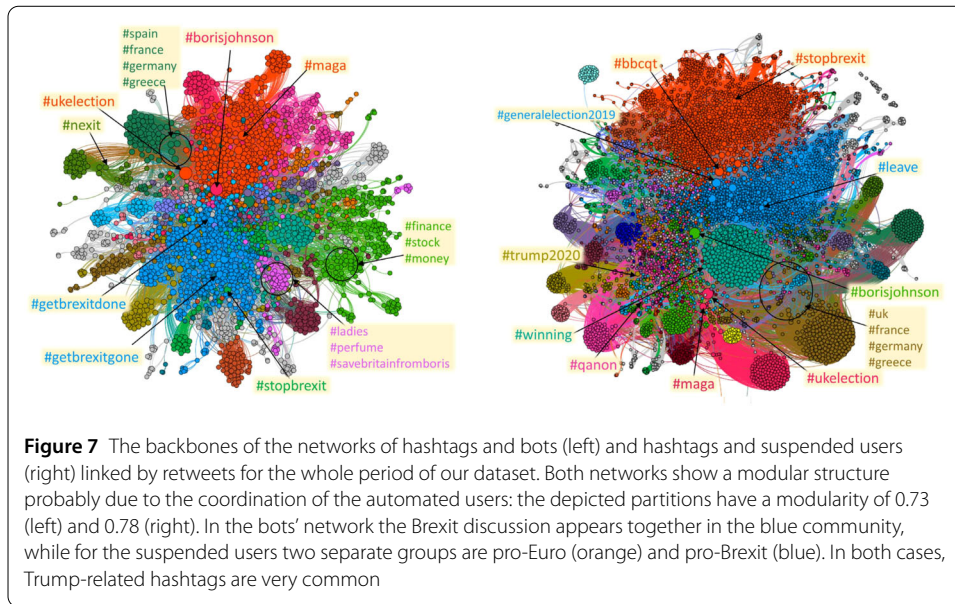 #spain
#france
#germany
#greece
#borisjohnson
#maga
#ukelection
#nexit
#finance
#stock
#money
#getbrexitdone
#getbrexitgone
#ladies
#perfume
#savebritainfromboris
#stopbrexit
#bbcqt
#stopbrexit
#generalelection2019
#leave
#trump2020
#borisjohnson
#uk
#france
#germany
#greece
#winning
#qanon
#maga
#ukelection
Figure 7 The backbones of the networks of hashtags and bots (left) and hashtags and suspended users
(right) linked by retweets for the whole period of our dataset. Both networks show a modular structure
probably due to the coordination of the automated users: the depicted partitions have a modularity of 0.73
(left) and 0.78 (right). In the bots' network the Brexit discussion appears together in the blue community,
while for the suspended users two separate groups are pro-Euro (orange) and pro-Brexit (blue). In both cases,
Trump-related hashtags are very common